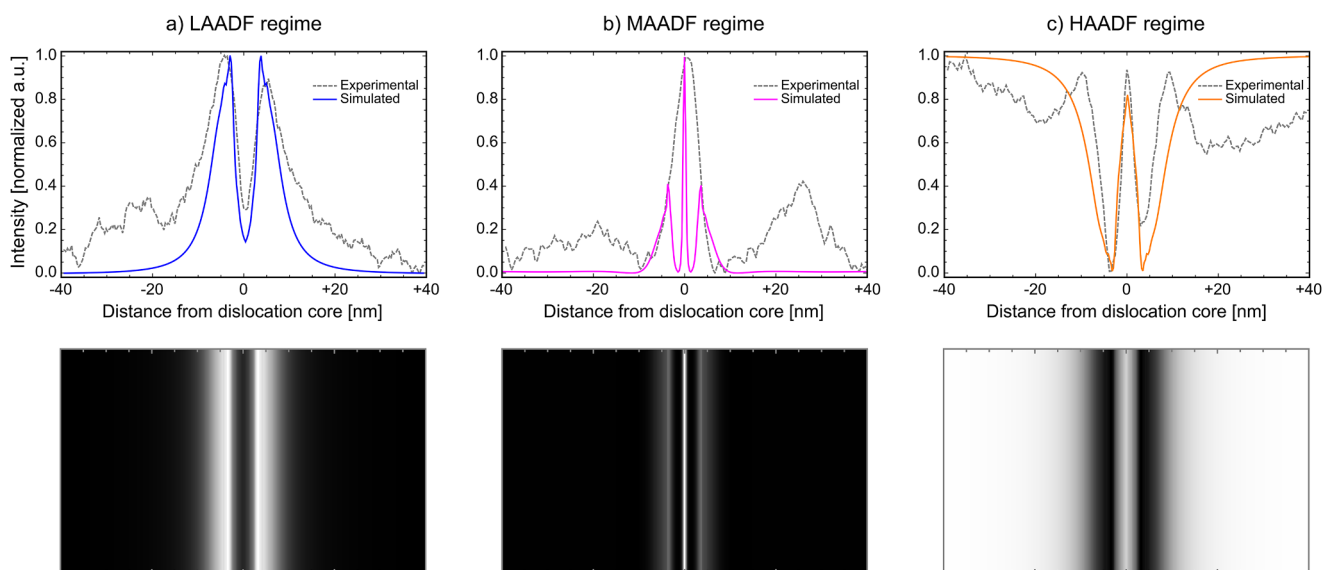 a) LAADF regime
b) MAADF regime
c) HAADF regime
Intensity [normalized a.u.]
1.0
0.8
0.6
0.4
0.2
0.0
Experimental
Simulated
-40
-20
0
+20
+40
Distance from dislocation core [nm]
1.0
0.8
0.6
0.4
0.2
0.0
Experimental
Simulated
-40
-20
0
+20
+40
Distance from dislocation core [nm]
1.0
0.8
0.6
0.4
0.2
0.0
Experimental
Simulated
-40
-20
0
+20
+40
Distance from dislocation core [nm]